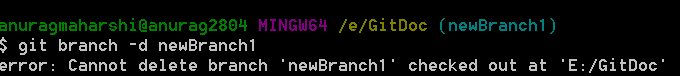 anuragmaharshi@anurag2804 MINGW64 /e/GitDoc (newBranch1)
$ git branch -d newBranch1
error: Cannot delete branch 'newBranch1' checked out at 'E:/GitDoc'